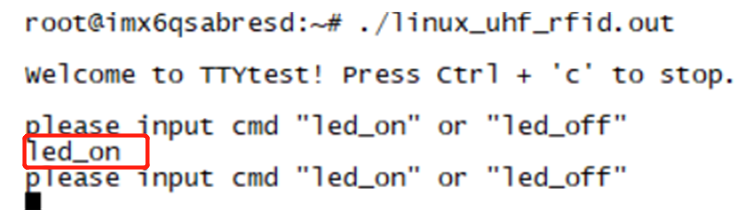 root@imx6qsabresd:~# ./linux_uhf_rfid.out
Welcome to TTYtest! Press Ctrl + 'c' to stop.
please input cmd "led_on" or "led_off"
led_on
please input cmd "led_on" or "led_off"